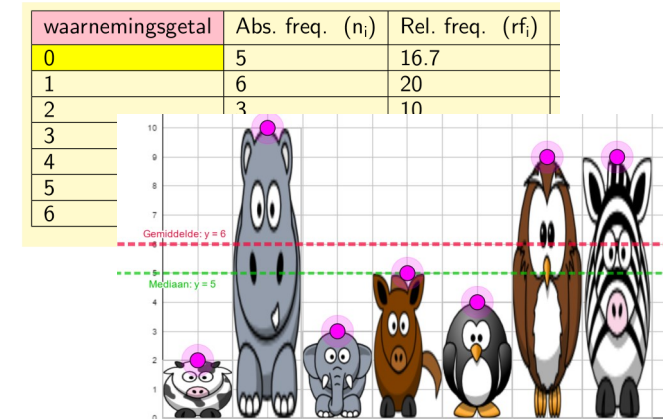 waarnemingsgetal Abs. freq. (nᵢ) Rel. freq. (rfᵢ)
0 5 16.7
1 6 20
2 3 10
3
4
5
6
10
9
8
7
Gemiddelde: y = 6
5
Mediaan: y = 5
4
3
2
1
0